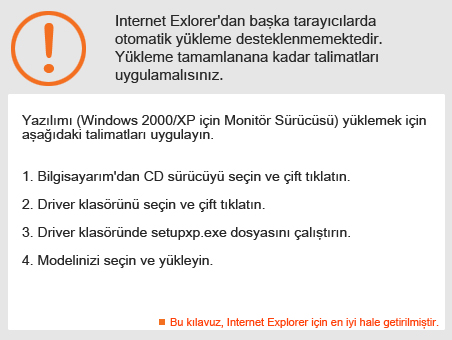 Internet Exlorer'dan başka tarayıcılarda
otomatik yükleme desteklenmemektedir.
Yükleme tamamlanana kadar talimatları
uygulamalısınız.
Yazılımı (Windows 2000/XP için Monitör Sürücüsü) yüklemek için
aşağıdaki talimatları uygulayın.
1. Bilgisayarım'dan CD sürücüyü seçin ve çift tıklatın.
2. Driver klasörünü seçin ve çift tıklatın.
3. Driver klasöründe setupxp.exe dosyasını çalıştırın.
4. Modelinizi seçin ve yükleyin.
Bu kılavuz, Internet Explorer için en iyi hale getirilmiştir.